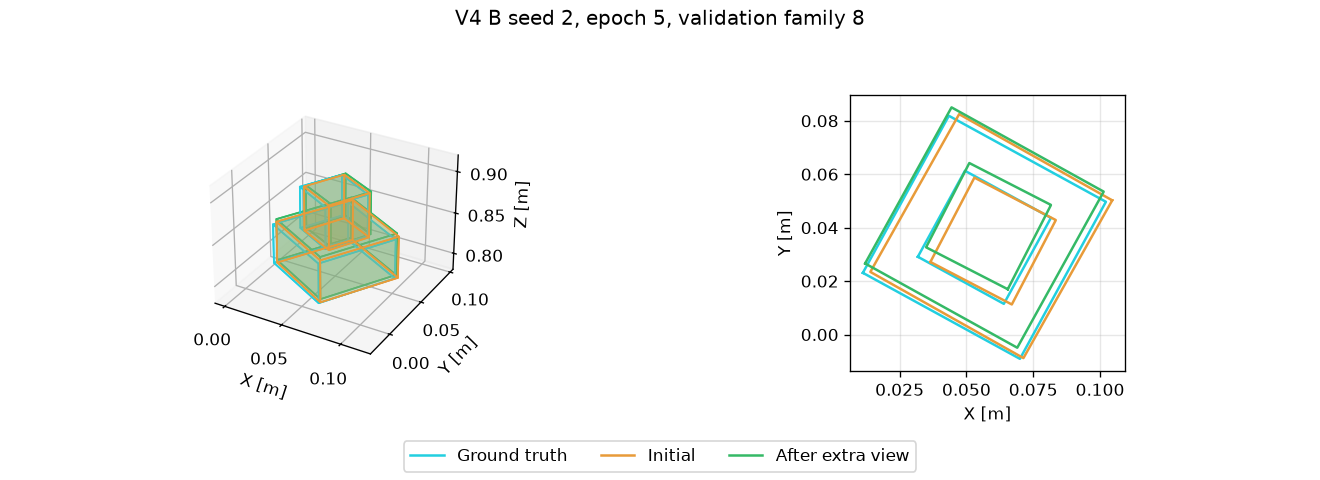 V4 B seed 2, epoch 5, validation family 8
0.90
0.85
0.80
Z [m]
0.10
0.05
0.00
Y [m]
0.00
0.05
0.10
X [m]
0.08
0.06
0.04
0.02
0.00
Y [m]
0.025 0.050 0.075 0.100
X [m]
Ground truth Initial After extra view